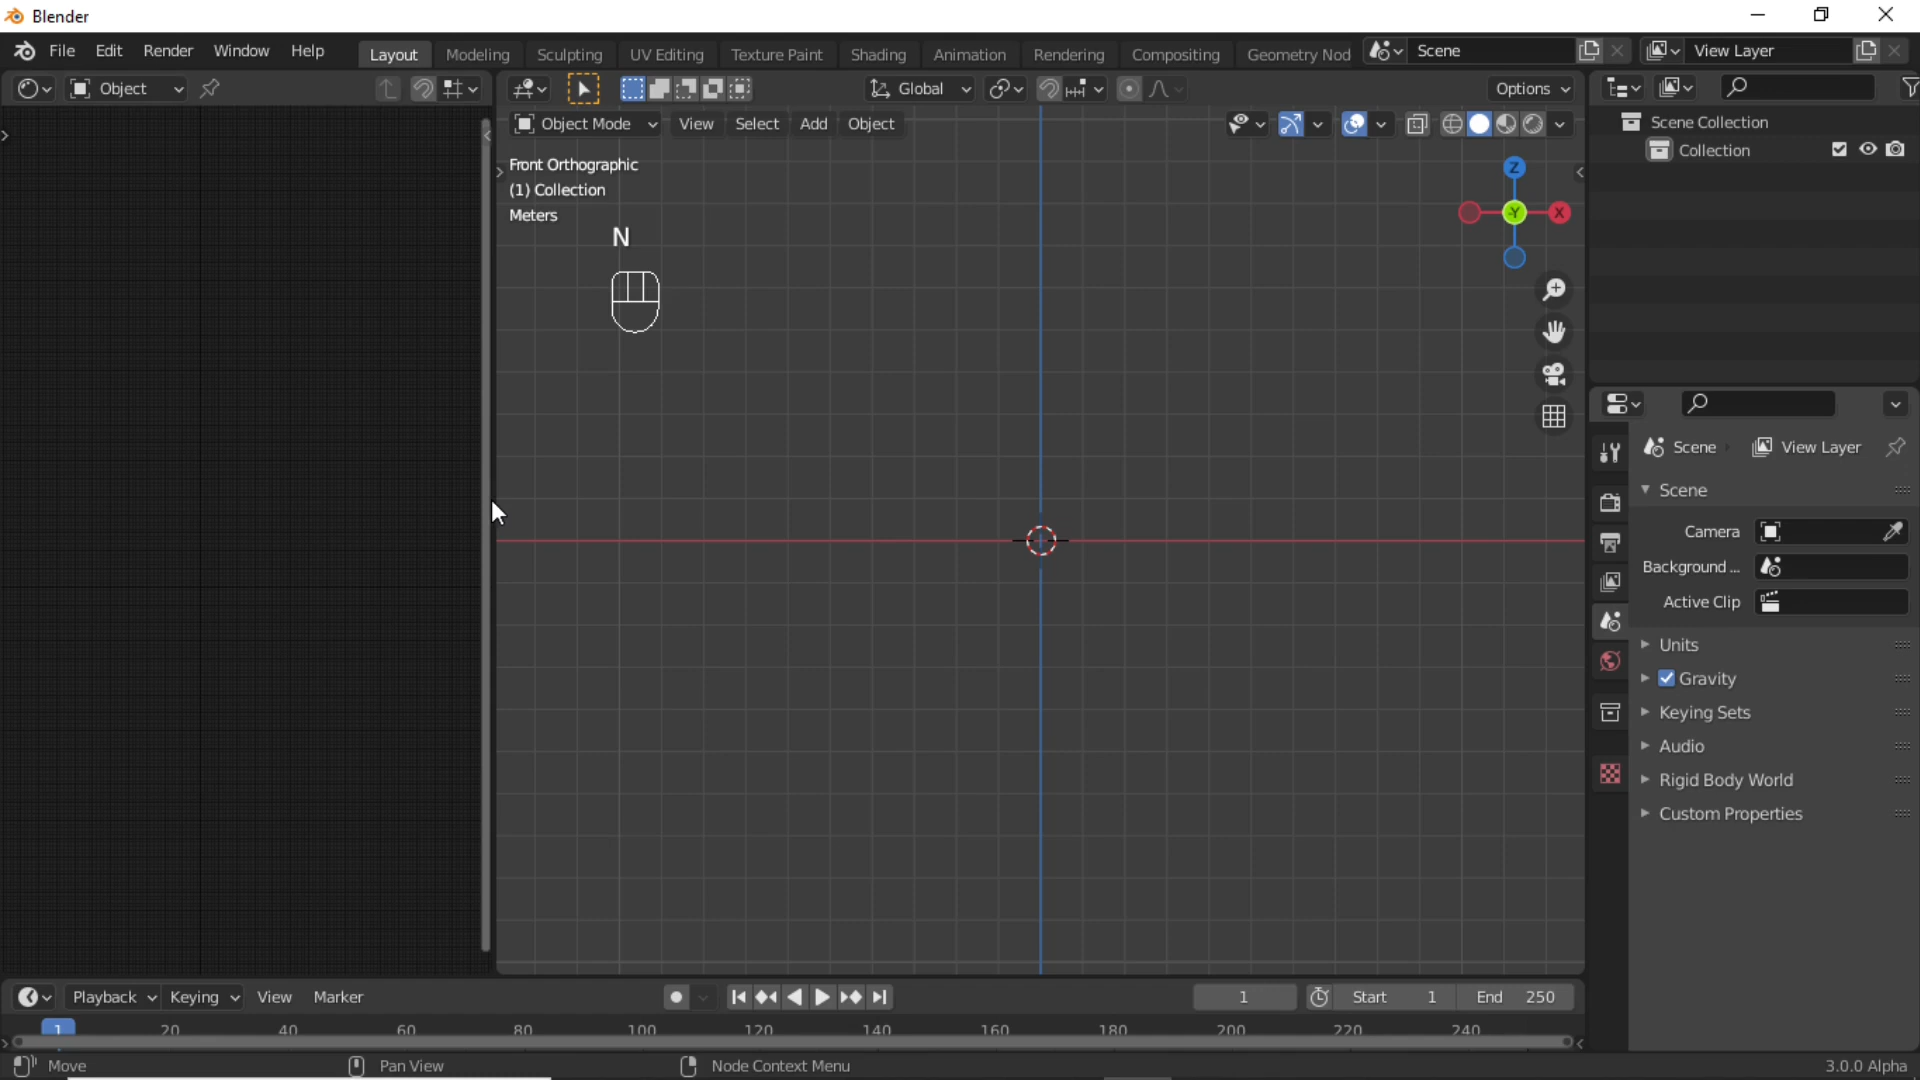 Blender
File Edit Render Window Help Layout Modeling Sculpting UV Editing Texture Paint Shading Animation Rendering Compositing Geometry Nod Scene View Layer
Object Global Options
Object Mode View Select Add Object
Front Orthographic
(1) Collection
Meters
N
Z
-Y X
Scene Collection
Collection
Scene View Layer
Scene
Camera
Background ...
Active Clip
Units
Gravity
Keying Sets
Audio
Rigid Body World
Custom Properties
Playback Keying View Marker 1 Start 1 End 250
1 20 40 60 80 100 120 140 160 180 200 220 240
Move Pan View Node Context Menu 3.0.0 Alpha